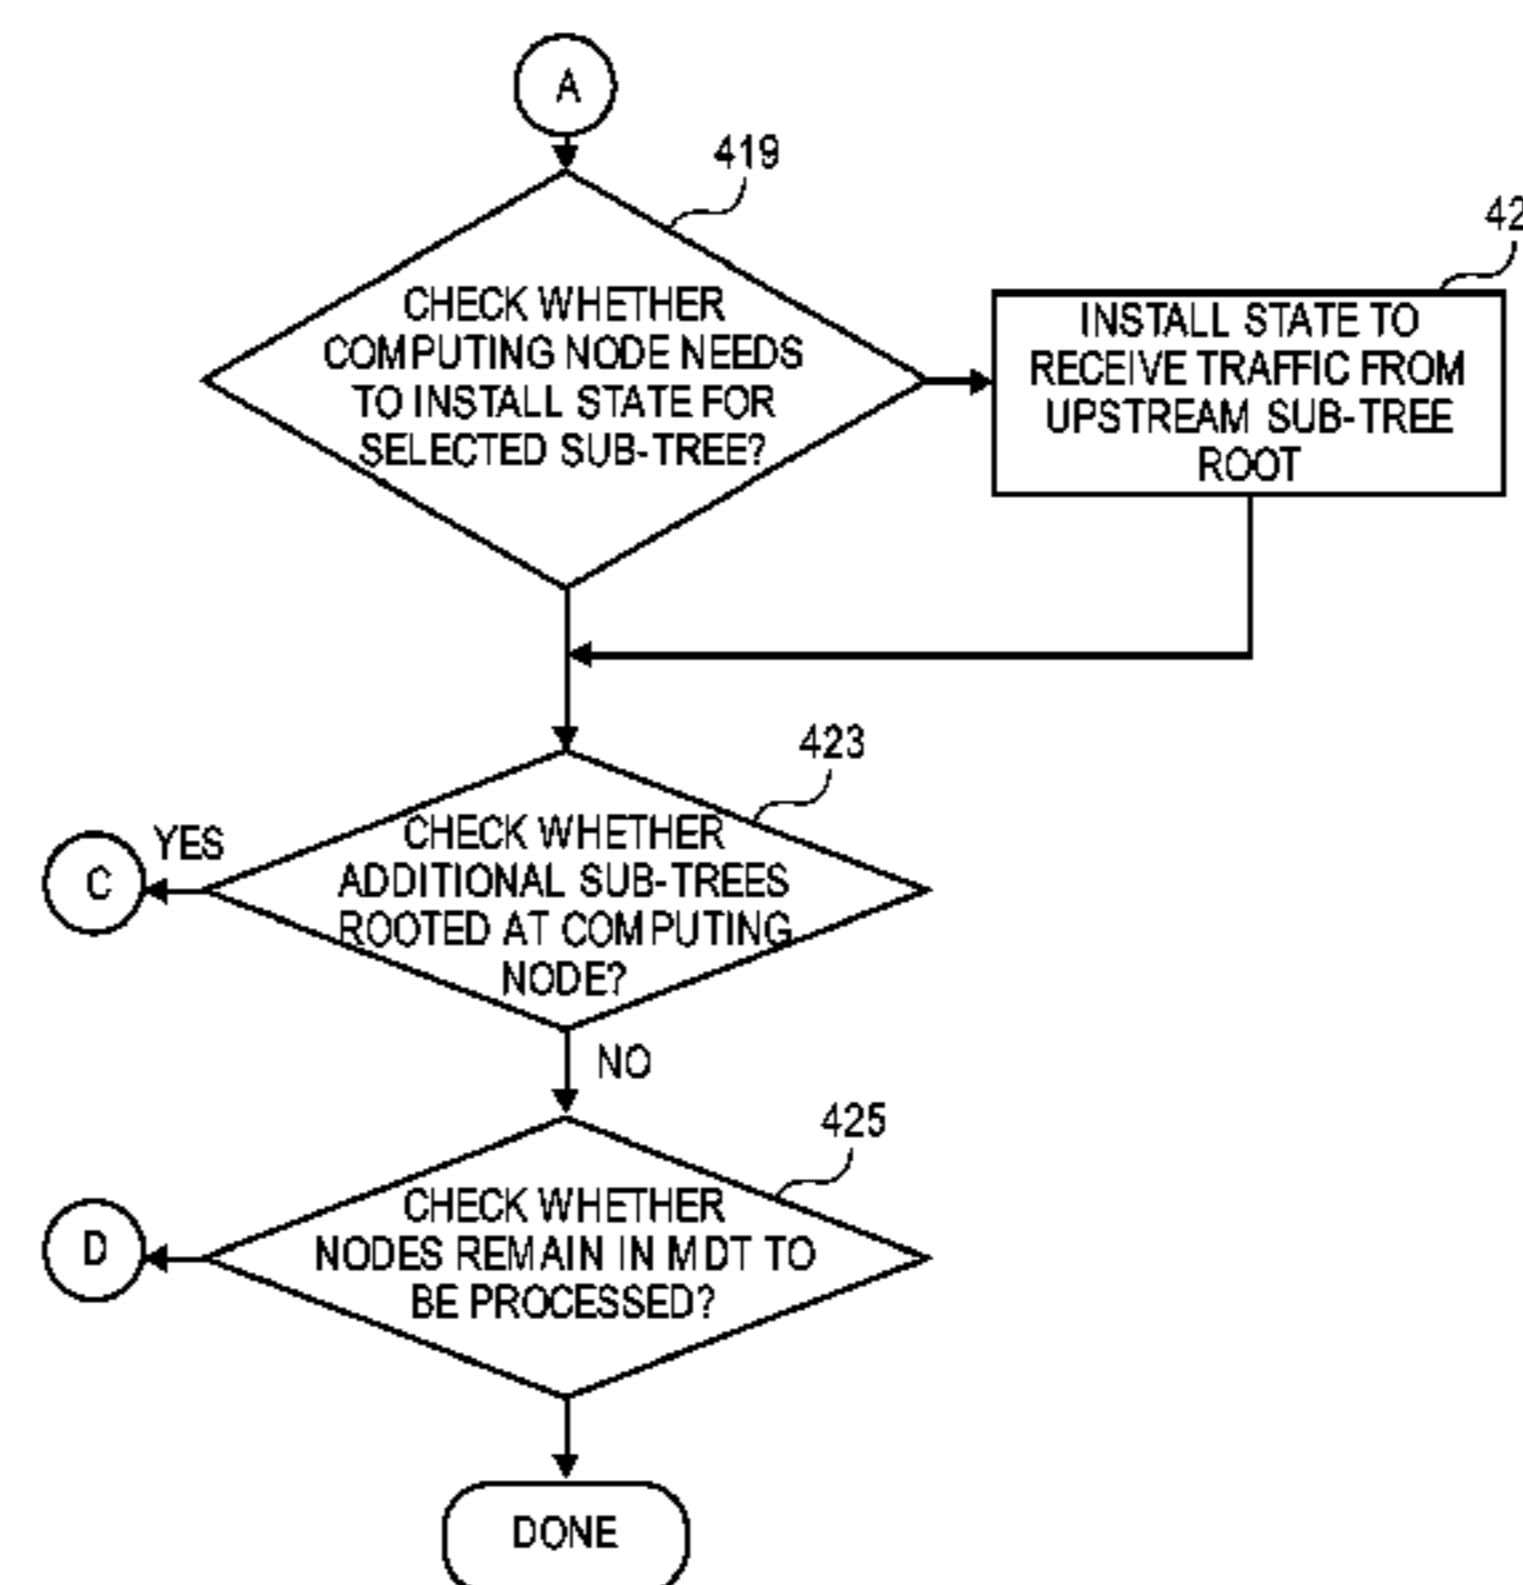 A
419
CHECK WHETHER
COMPUTING NODE NEEDS
TO INSTALL STATE FOR
SELECTED SUB-TREE?
42
INSTALL STATE TO
RECEIVE TRAFFIC FROM
UPSTREAM SUB-TREE
ROOT
423
CHECK WHETHER
ADDITIONAL SUB-TREES
ROOTED AT COMPUTING
NODE?
YES
C
NO
425
CHECK WHETHER
NODES REMAIN IN MDT TO
BE PROCESSED?
D
DONE